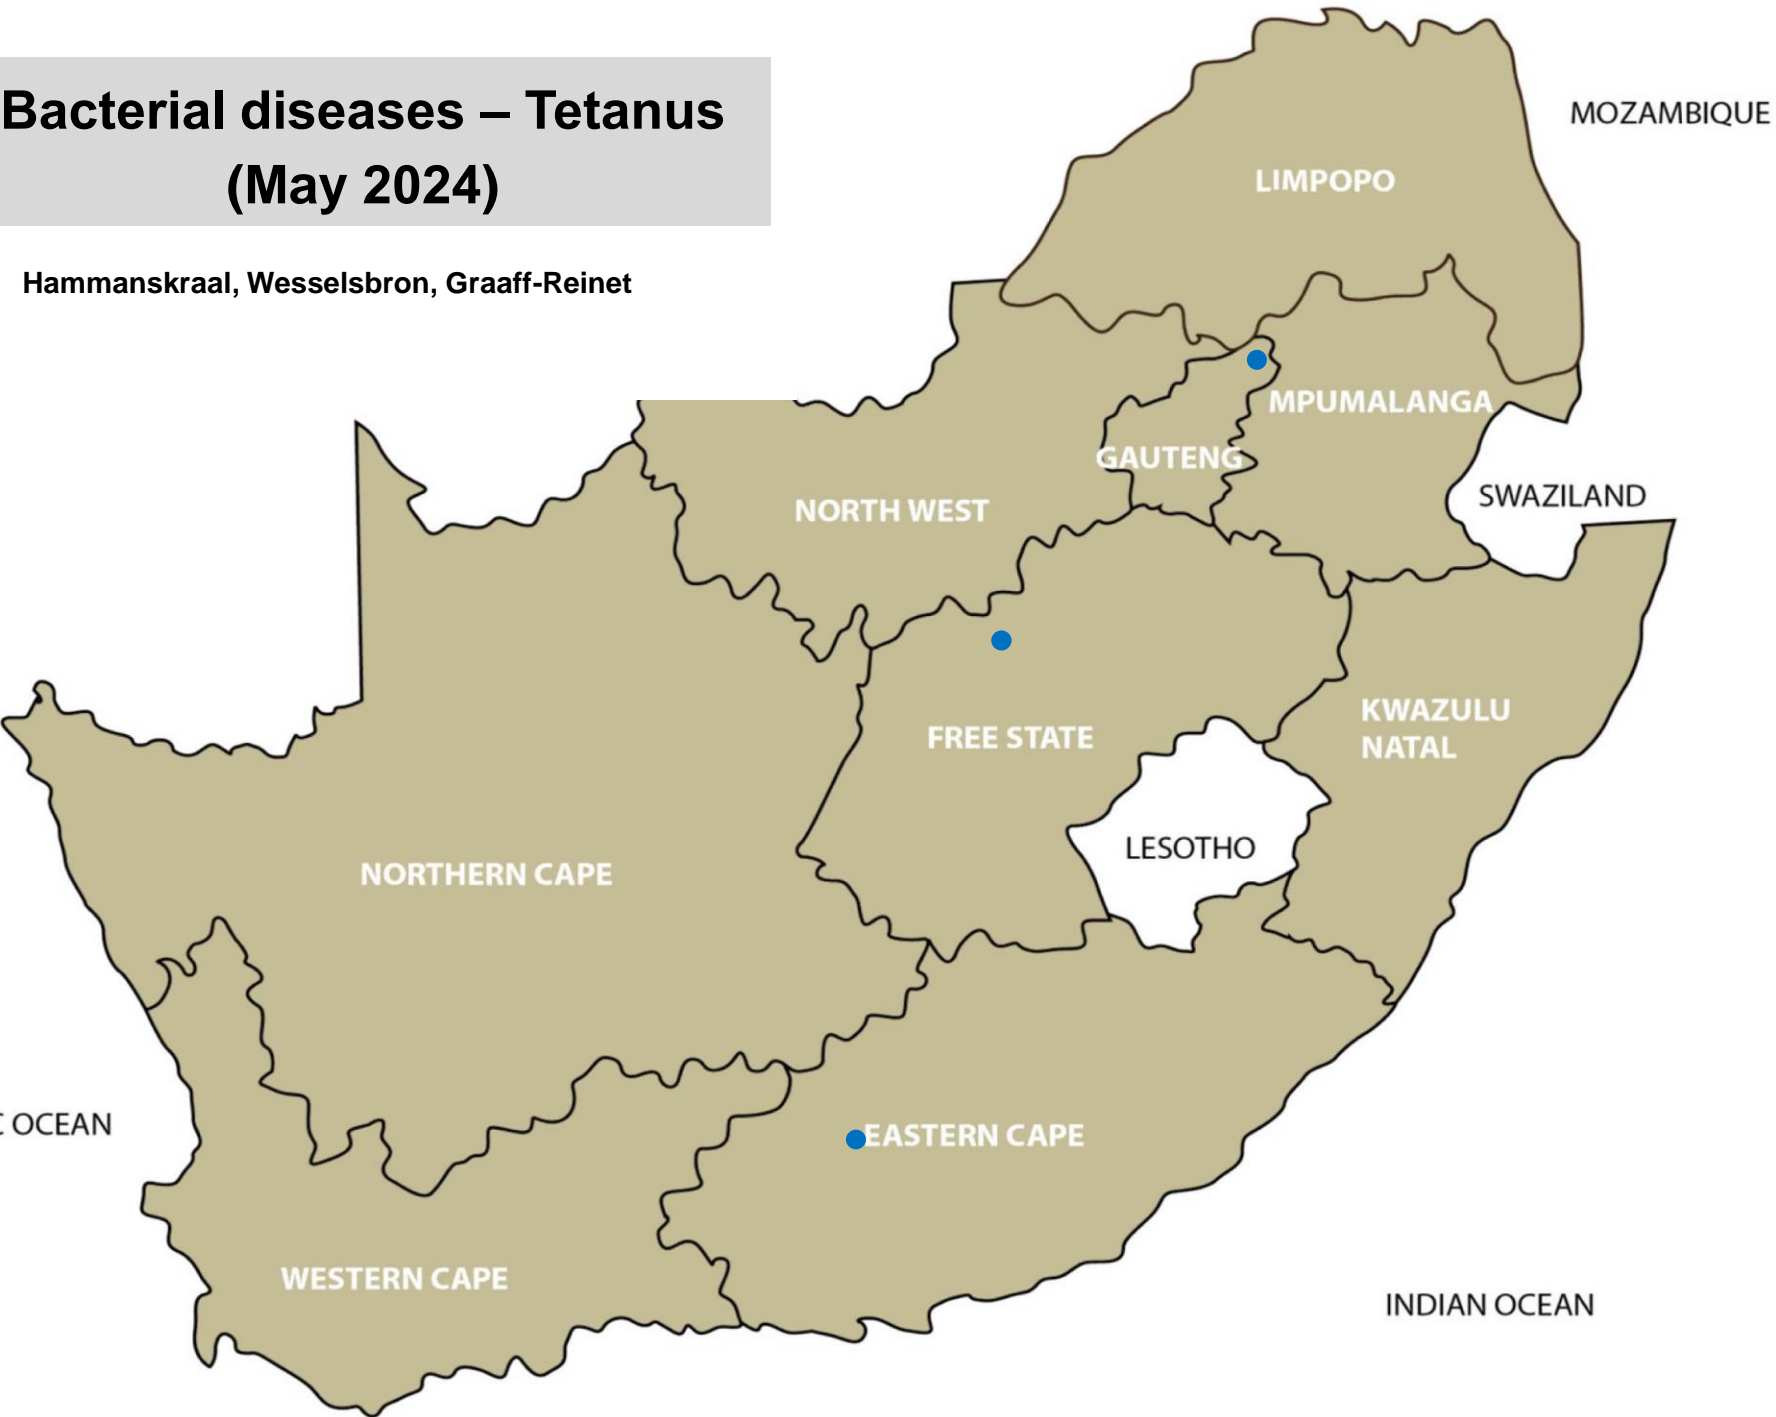 Bacterial diseases – Tetanus
(May 2024)
MOZAMBIQUE
LIMPOPO
Hammanskraal, Wesselsbron, Graaff-Reinet
MPUMALANGA
GAUTENG
SWAZILAND
NORTH WEST
KWAZULU
NATAL
FREE STATE
LESOTHO
NORTHERN CAPE
C OCEAN
EASTERN CAPE
WESTERN CAPE
INDIAN OCEAN